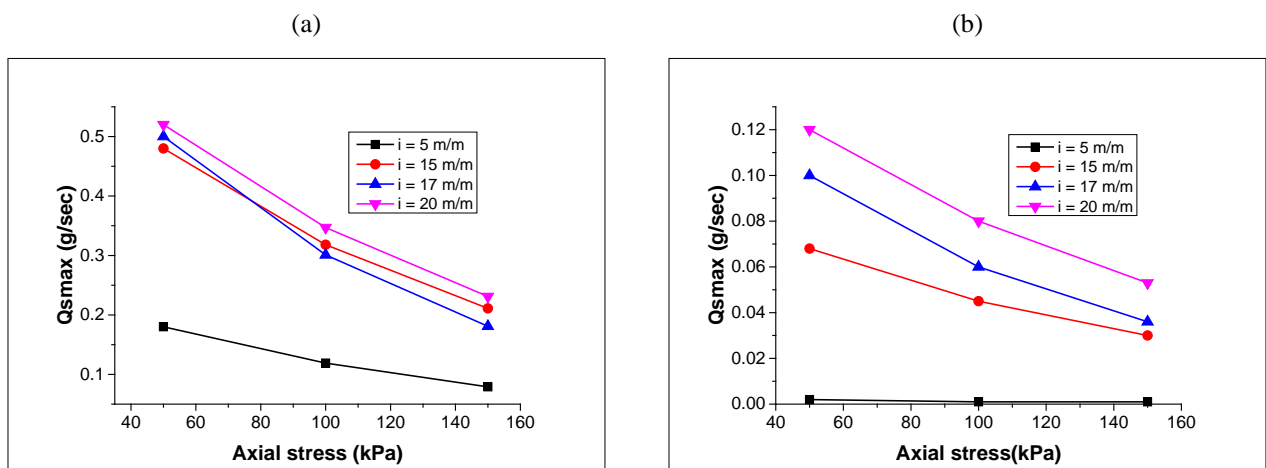 (a)
(b)
Qsmax (g/sec)
0.5
0.4
0.3
0.2
0.1
40 60 80 100 120 140 160
Axial stress (kPa)
i = 5 m/m
i = 15 m/m
i = 17 m/m
i = 20 m/m
Qsmax (g/sec)
0.12
0.10
0.08
0.06
0.04
0.02
0.00
40 60 80 100 120 140 160
Axial stress(kPa)
i = 5 m/m
i = 15 m/m
i = 17 m/m
i = 20 m/m